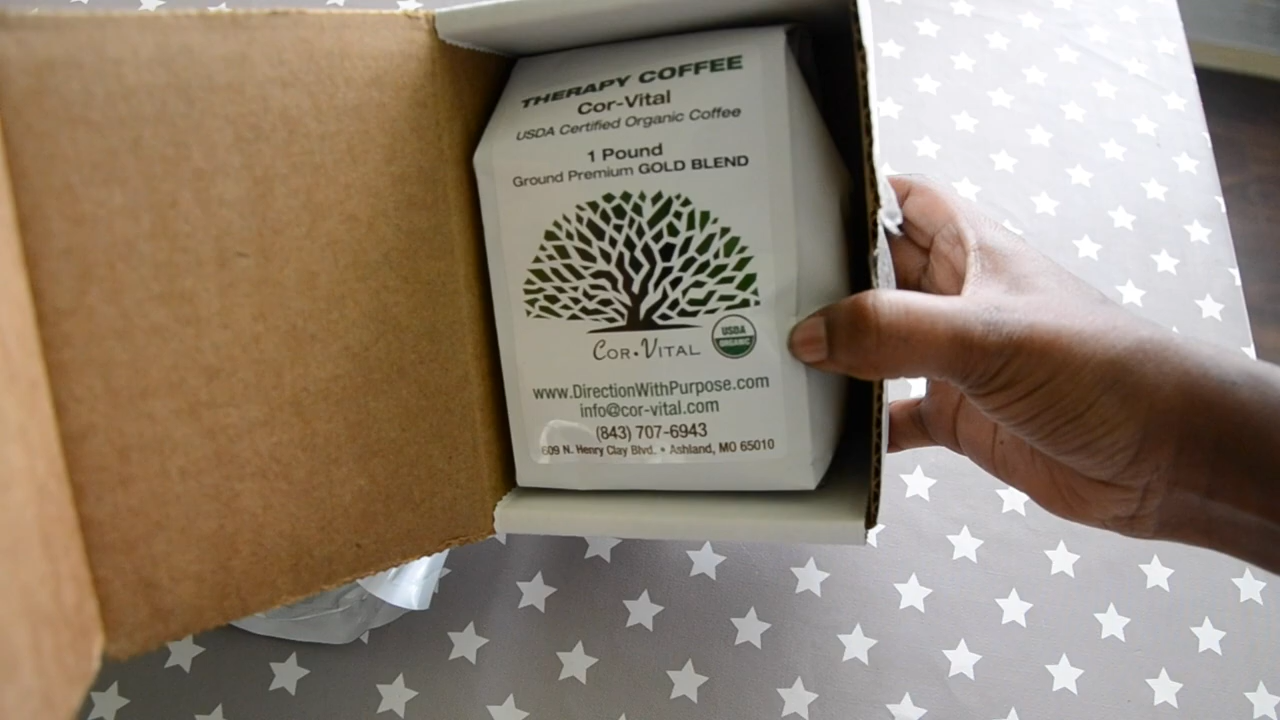 THERAPY COFFEE
Cor-Vital
USDA Certified Organic Coffee
1 Pound
Ground Premium GOLD BLEND
COR•VITAL
USDA
ORGANIC
www.DirectionWithPurpose.com
info@cor-vital.com
(843) 707-6943
609 N. Henry Clay Blvd. • Ashland, MO 65010